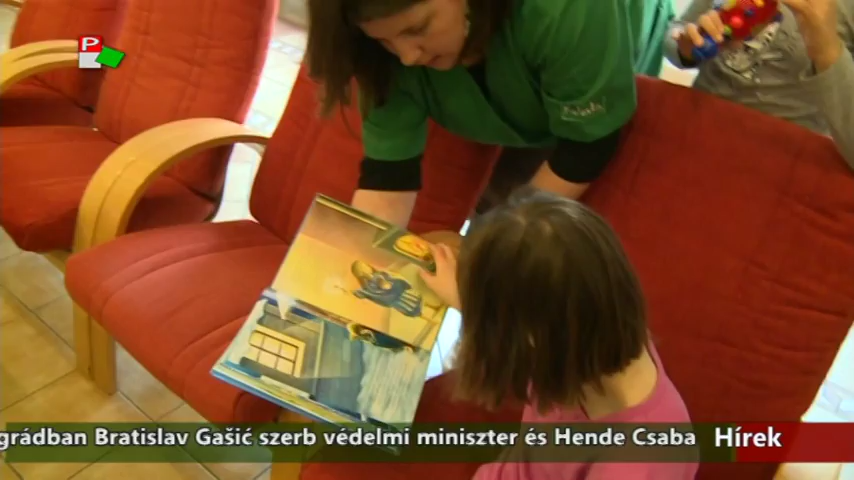 P
grádban Bratislav Gašić szerb védelmi miniszter és Hende Csaba Hírek